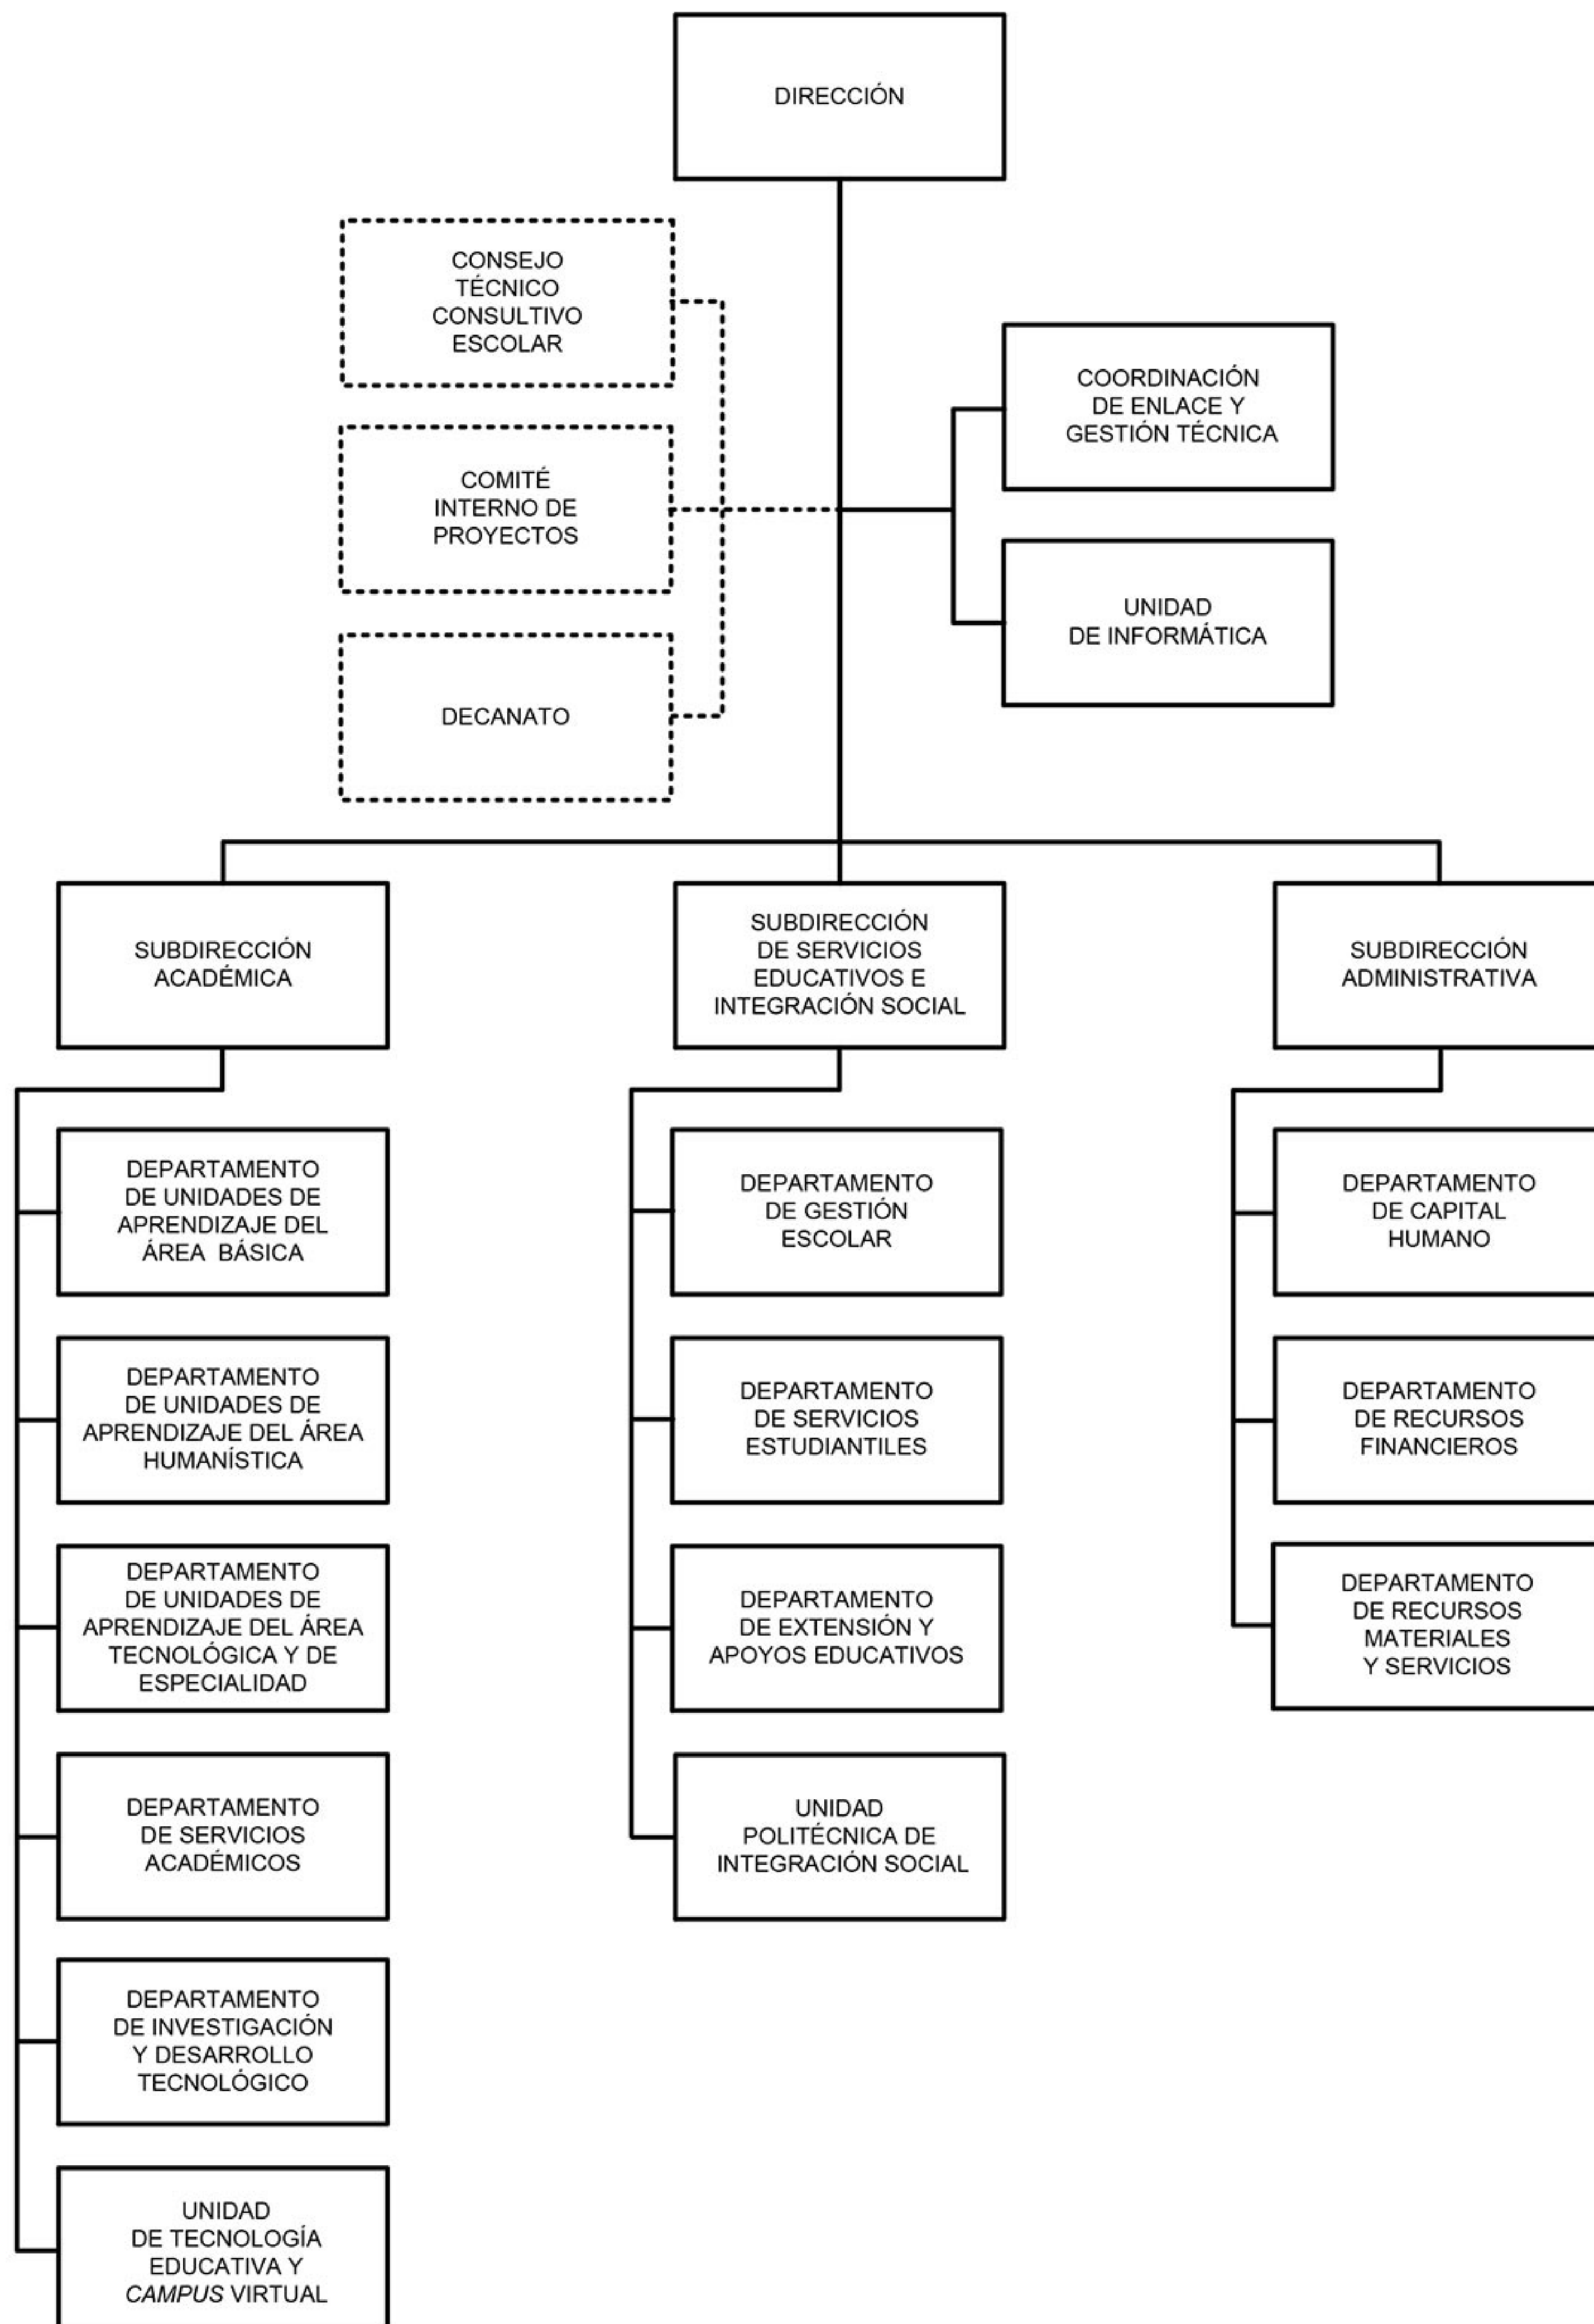 DIRECCIÓN
CONSEJO
TÉCNICO
CONSULTIVO
ESCOLAR
COORDINACIÓN
DE ENLACE Y
GESTIÓN TÉCNICA
COMITÉ
INTERNO DE
PROYECTOS
UNIDAD
DE INFORMÁTICA
DECANATO
SUBDIRECCIÓN
ACADÉMICA
SUBDIRECCIÓN
DE SERVICIOS
EDUCATIVOS E
INTEGRACIÓN SOCIAL
SUBDIRECCIÓN
ADMINISTRATIVA
DEPARTAMENTO
DE UNIDADES DE
APRENDIZAJE DEL
ÁREA BÁSICA
DEPARTAMENTO
DE GESTIÓN
ESCOLAR
DEPARTAMENTO
DE CAPITAL
HUMANO
DEPARTAMENTO
DE UNIDADES DE
APRENDIZAJE DEL ÁREA
HUMANÍSTICA
DEPARTAMENTO
DE SERVICIOS
ESTUDIANTILES
DEPARTAMENTO
DE RECURSOS
FINANCIEROS
DEPARTAMENTO
DE UNIDADES DE
APRENDIZAJE DEL ÁREA
TECNOLÓGICA Y DE
ESPECIALIDAD
DEPARTAMENTO
DE EXTENSIÓN Y
APOYOS EDUCATIVOS
DEPARTAMENTO
DE RECURSOS
MATERIALES
Y SERVICIOS
DEPARTAMENTO
DE SERVICIOS
ACADÉMICOS
UNIDAD
POLITÉCNICA DE
INTEGRACIÓN SOCIAL
DEPARTAMENTO
DE INVESTIGACIÓN
Y DESARROLLO
TECNOLÓGICO
UNIDAD
DE TECNOLOGÍA
EDUCATIVA Y
CAMPUS VIRTUAL